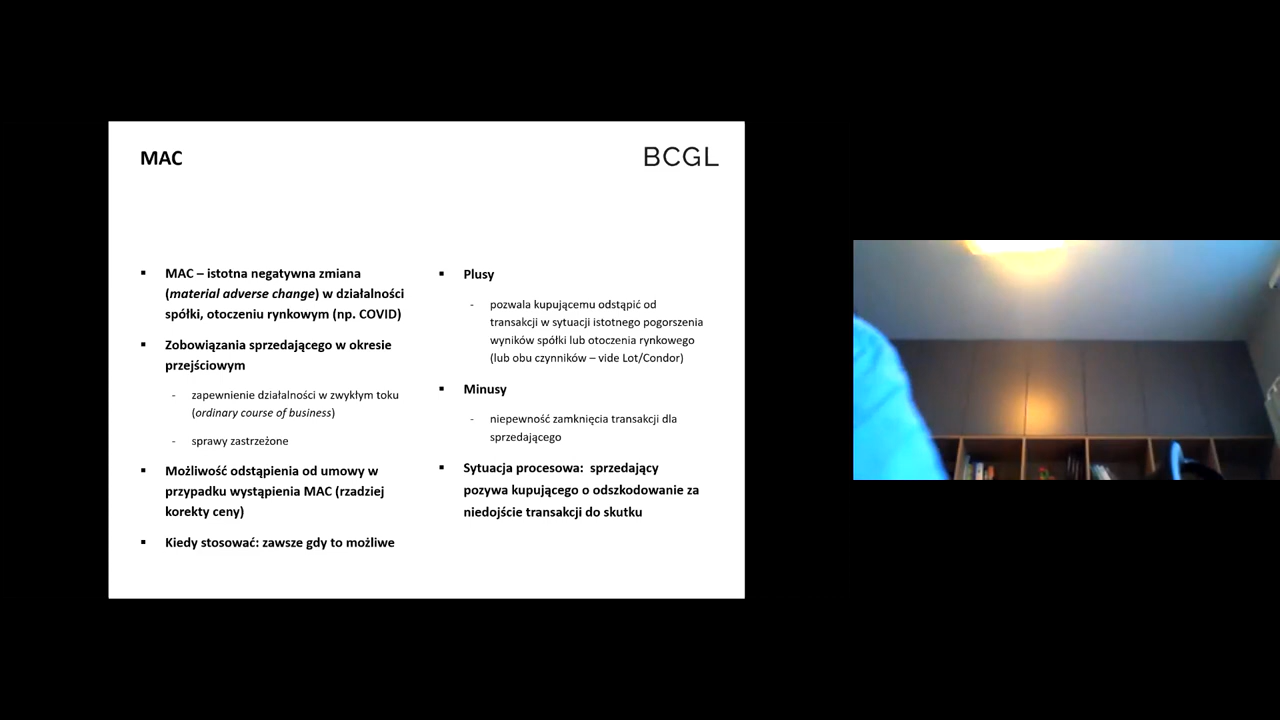 MAC
BCGL
▪ MAC – istotna negatywna zmiana
(material adverse change) w działalności
spółki, otoczeniu rynkowym (np. COVID)
▪ Zobowiązania sprzedającego w okresie
przejściowym
- zapewnienie działalności w zwykłym toku
(ordinary course of business)
- sprawy zastrzeżone
▪ Możliwość odstąpienia od umowy w
przypadku wystąpienia MAC (rzadziej
korekty ceny)
▪ Kiedy stosować: zawsze gdy to możliwe
▪ Plusy
- pozwala kupującemu odstąpić od
transakcji w sytuacji istotnego pogorszenia
wyników spółki lub otoczenia rynkowego
(lub obu czynników – vide Lot/Condor)
▪ Minusy
- niepewność zamknięcia transakcji dla
sprzedającego
▪ Sytuacja procesowa: sprzedający
pozywa kupującego o odszkodowanie za
niedojście transakcji do skutku